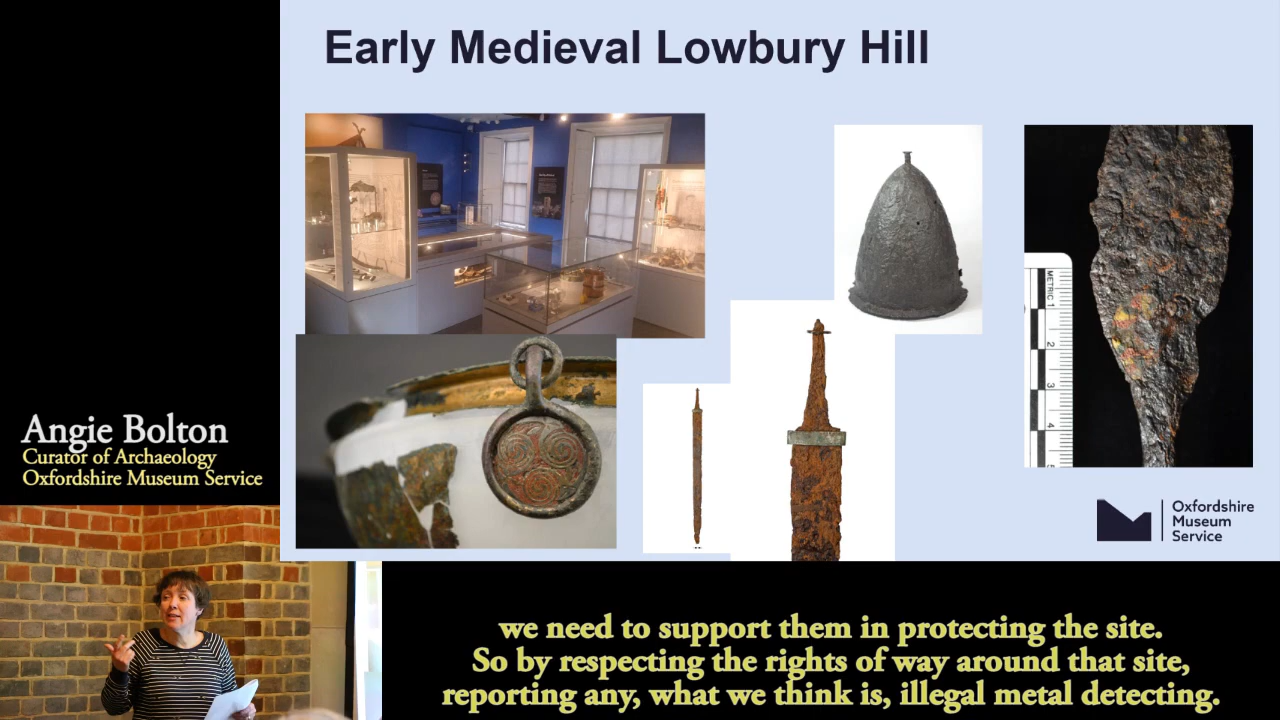 Early Medieval Lowbury Hill
METRIC 1
2
3
4
Oxfordshire
Museum
Service
Angie Bolton
Curator of Archaeology
Oxfordshire Museum Service
we need to support them in protecting the site.
So by respecting the rights of way around that site,
reporting any, what we think is, illegal metal detecting.